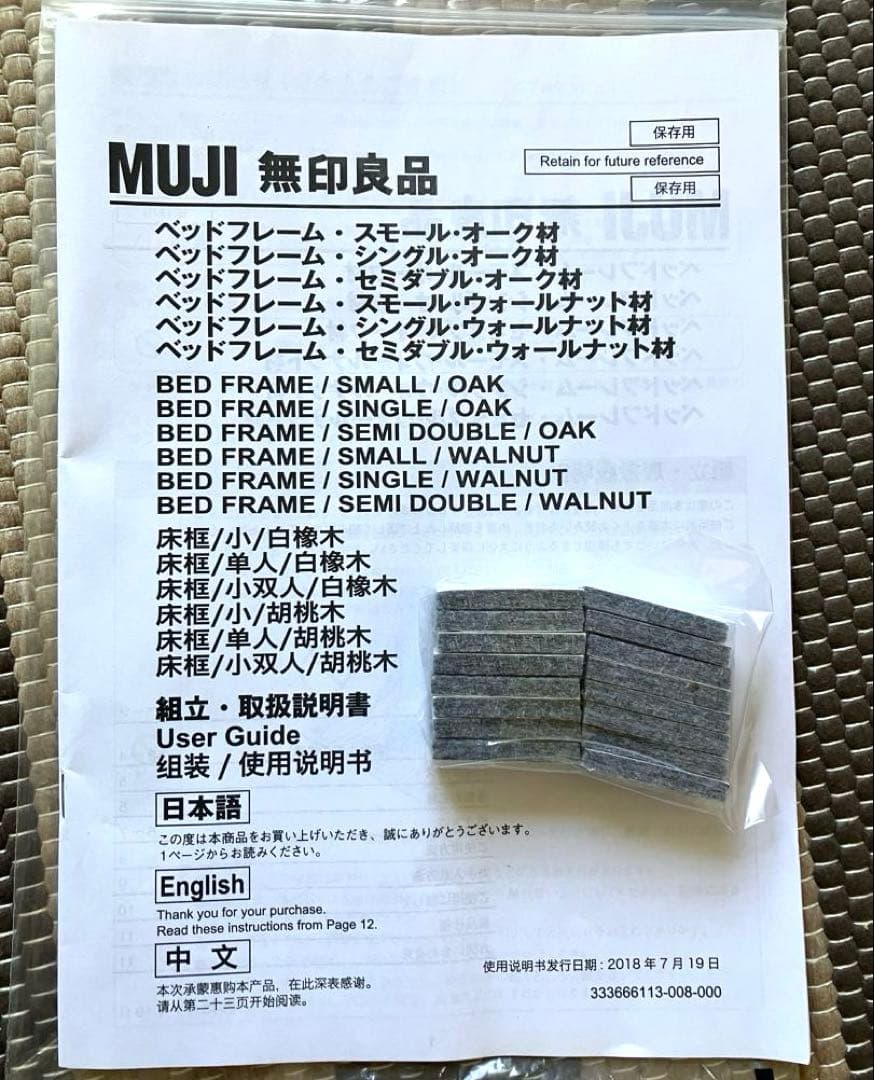 保存用
Retain for future reference
保存用
MUJI 無印良品
ベッドフレーム・スモール・オーク材
ベッドフレーム・シングル・オーク材
ベッドフレーム・セミダブル・オーク材
ベッドフレーム・スモール・ウォールナット材
ベッドフレーム・シングル・ウォールナット材
ベッドフレーム・セミダブル・ウォールナット材
BED FRAME / SMALL / OAK
BED FRAME / SINGLE / OAK
BED FRAME / SEMI DOUBLE / OAK
BED FRAME / SMALL / WALNUT
BED FRAME / SINGLE / WALNUT
BED FRAME / SEMI DOUBLE / WALNUT
床框/小/白橡木
床框/单人/白橡木
床框/小双人/白橡木
床框/小/胡桃木
床框/单人/胡桃木
床框/小双人/胡桃木
組立・取扱説明書
User Guide
组装 / 使用说明书
日本語
この度は本商品をお買い上げいただき、誠にありがとうございます。
1ページからお読みください。
English
Thank you for your purchase.
Read these instructions from Page 12.
中 文
本次承蒙惠购本产品，在此深表感谢。
请从第二十三页开始阅读。
使用说明书发行日期 : 2018 年 7 月 19 日
333666113-008-000